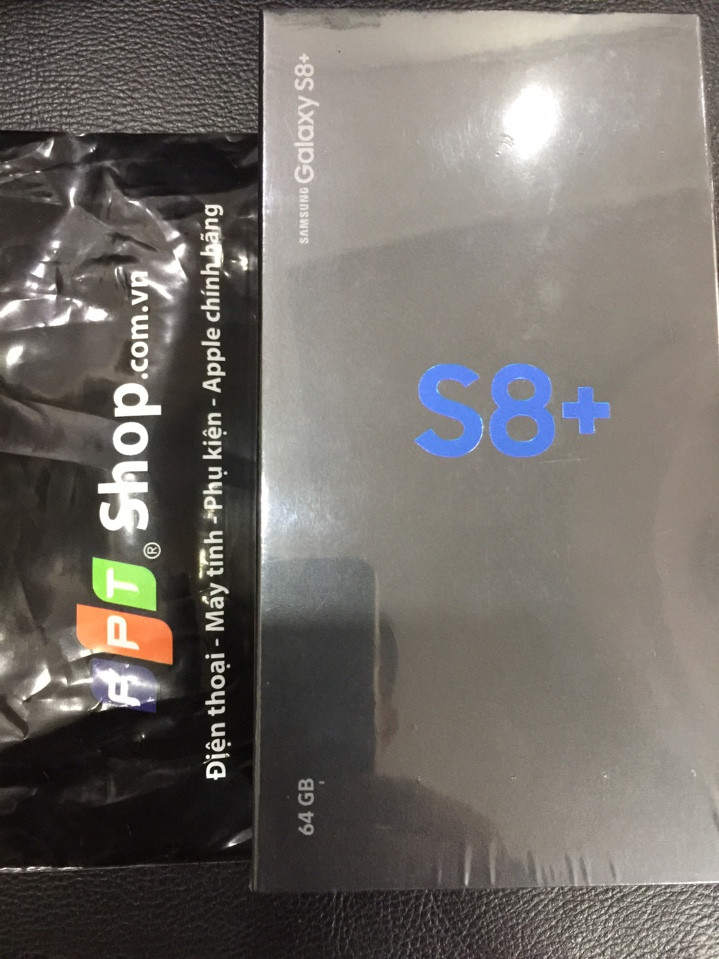 FPT® Shop.com.vn
Điện thoại - Máy tính - Phụ kiện - Apple chính hãng
SAMSUNG Galaxy S8+
S8+
64 GB